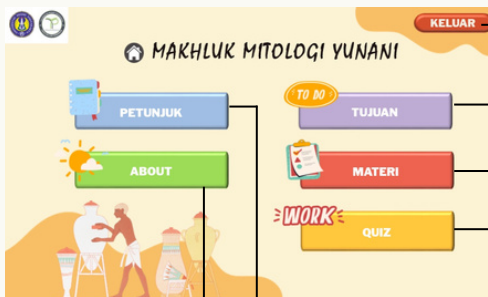 KELUAR
MAKHLUK MITOLOGI YUNANI
PETUNJUK
TO DO
TUJUAN
ABOUT
MATERI
WORK
QUIZ